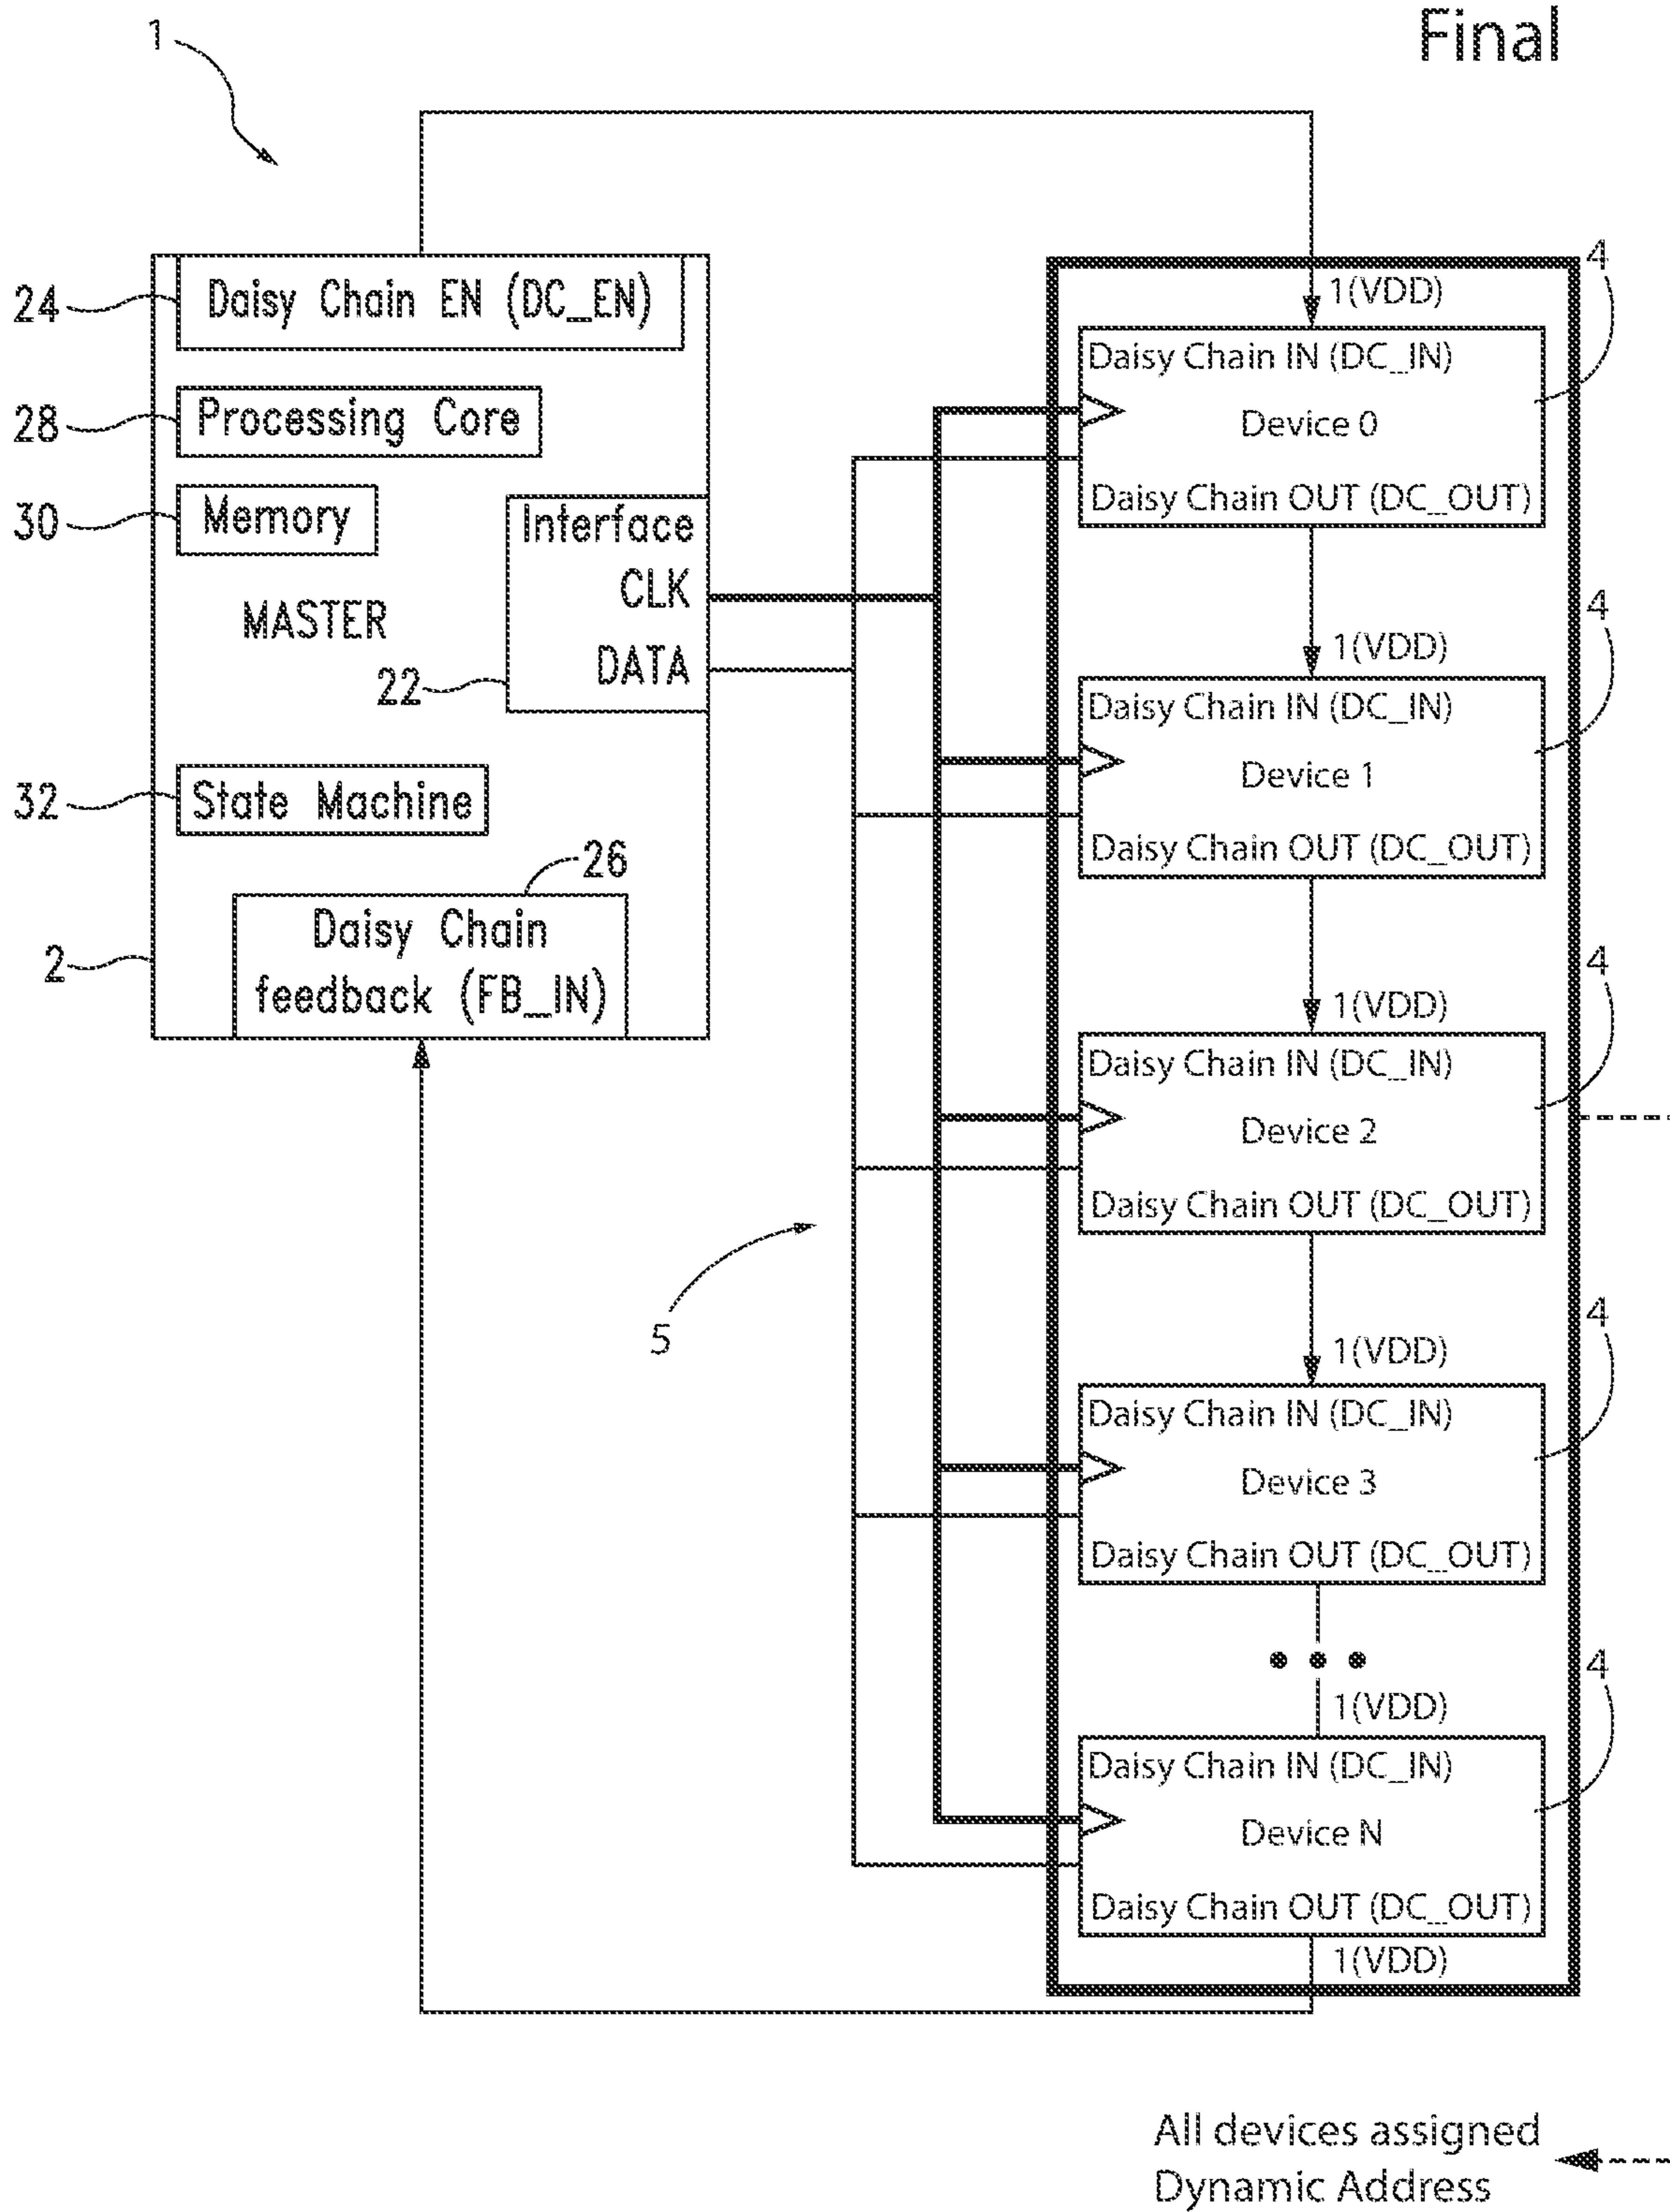 Final
1
24
Daisy Chain EN (DC_EN)
28
Processing Core
30
Memory
MASTER
Interface
CLK
DATA
22
32
State Machine
26
2
Daisy Chain
feedback (FB_IN)
5
1(VDD)
4
Daisy Chain IN (DC_IN)
Device 0
Daisy Chain OUT (DC_OUT)
1(VDD)
4
Daisy Chain IN (DC_IN)
Device 1
Daisy Chain OUT (DC_OUT)
1(VDD)
4
Daisy Chain IN (DC_IN)
Device 2
Daisy Chain OUT (DC_OUT)
1(VDD)
4
Daisy Chain IN (DC_IN)
Device 3
Daisy Chain OUT (DC_OUT)
1(VDD)
4
Daisy Chain IN (DC_IN)
Device N
Daisy Chain OUT (DC_OUT)
1(VDD)
All devices assigned
Dynamic Address